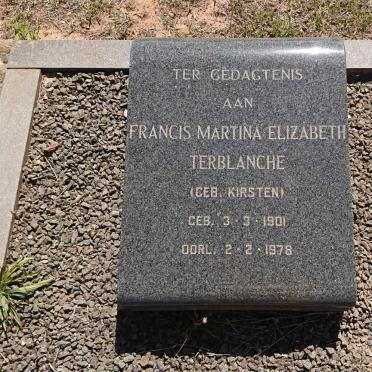 TER GEDAGTENIS
AAN
FRANCIS MARTINA ELIZABETH
TERBLANCHE
(GEB. KIRSTEN)
GEB. 3·3·1901
OORL. 2·2·1978